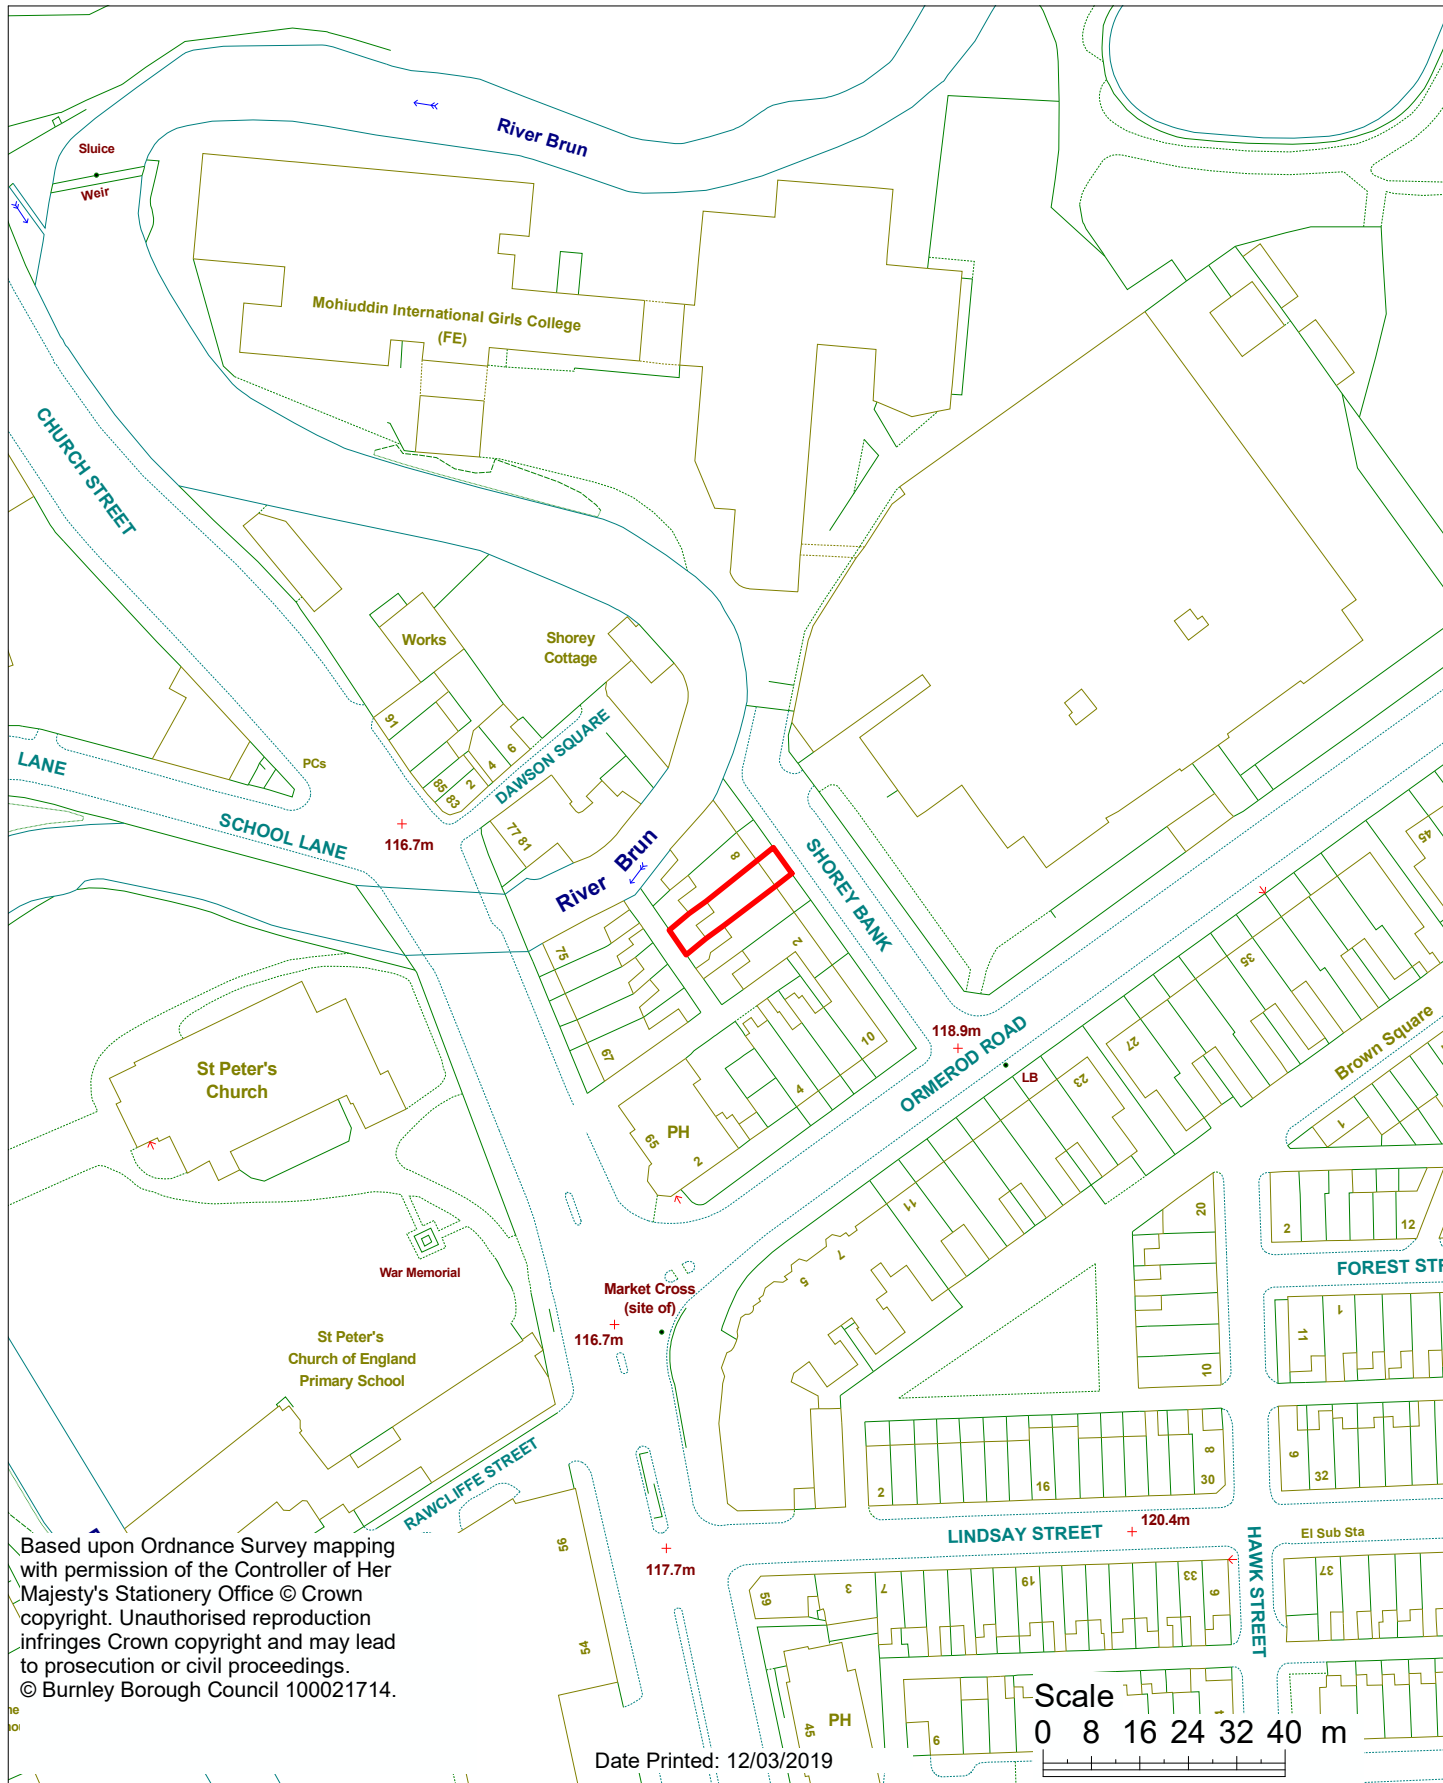 River Brun
Sluice
Weir
Mohiuddin International Girls College
(FE)
CHURCH STREET
Works
Shorey
Cottage
91
6
4
2
85
83
DAWSON SQUARE
PCs
LANE
SCHOOL LANE
116.7m
77
81
River Brun
8
SHOREY BANK
45
75
2
35
67
10
118.9m
ORMEROD ROAD
27
Brown Square
LB
23
4
St Peter's
Church
PH
65
2
1
11
20
2
12
7
5
FOREST STR
War Memorial
Market Cross
(site of)
116.7m
St Peter's
Church of England
Primary School
11
1
10
RAWCLIFFE STREET
2
16
8
30
9
32
LINDSAY STREET
120.4m
El Sub Sta
HAWK STREET
56
117.7m
59
3
7
19
33
9
37
54
45
PH
9
Based upon Ordnance Survey mapping
with permission of the Controller of Her
Majesty's Stationery Office © Crown
copyright. Unauthorised reproduction
infringes Crown copyright and may lead
to prosecution or civil proceedings.
© Burnley Borough Council 100021714.
Scale
0 8 16 24 32 40 m
Date Printed: 12/03/2019